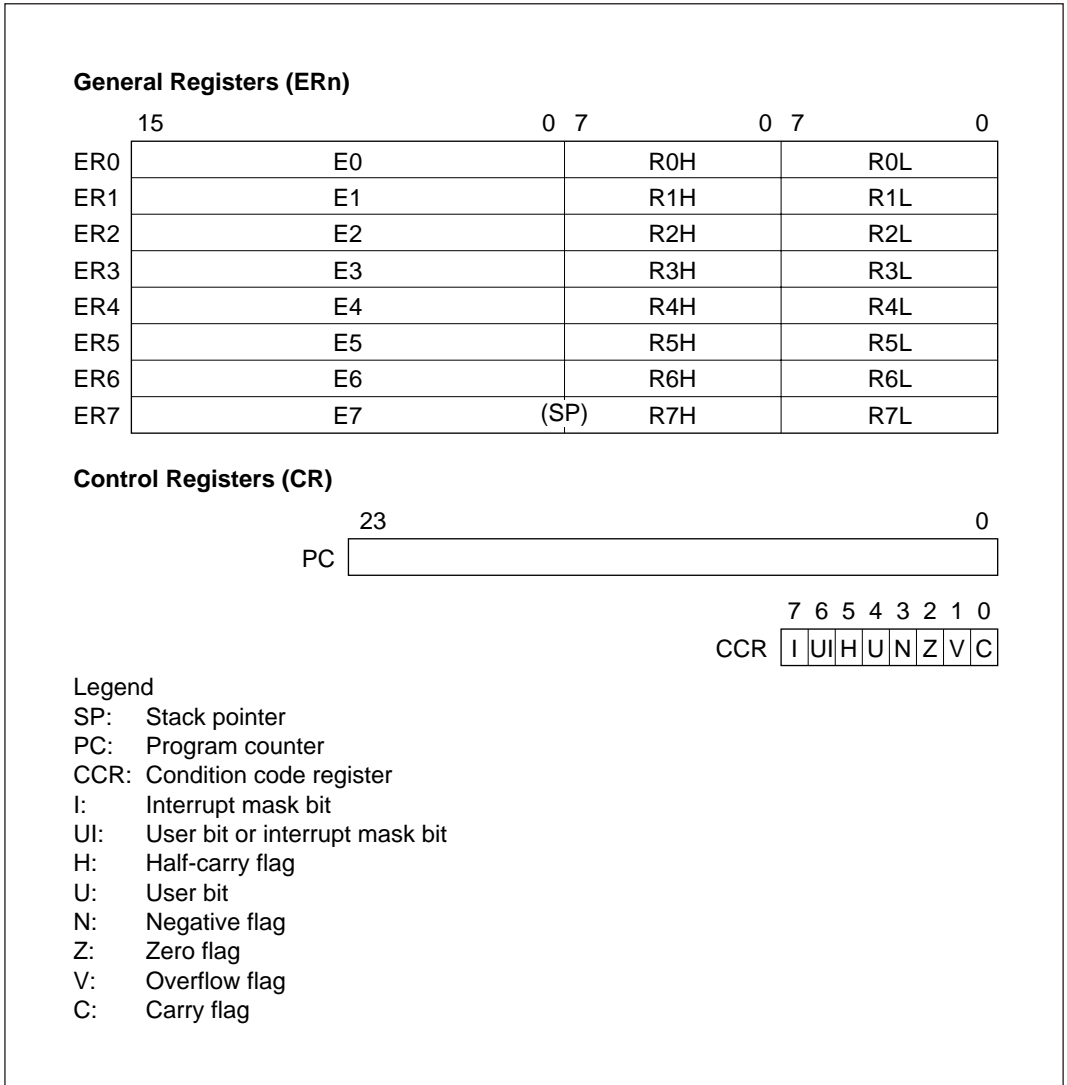 General Registers (ERn)
15 0 7 0 7 0
ER0 E0 R0H R0L
ER1 E1 R1H R1L
ER2 E2 R2H R2L
ER3 E3 R3H R3L
ER4 E4 R4H R4L
ER5 E5 R5H R5L
ER6 E6 R6H R6L
ER7 E7 (SP) R7H R7L
Control Registers (CR)
23 0
PC
7 6 5 4 3 2 1 0
CCR I UI H U N Z V C
Legend
SP: Stack pointer
PC: Program counter
CCR: Condition code register
I: Interrupt mask bit
UI: User bit or interrupt mask bit
H: Half-carry flag
U: User bit
N: Negative flag
Z: Zero flag
V: Overflow flag
C: Carry flag